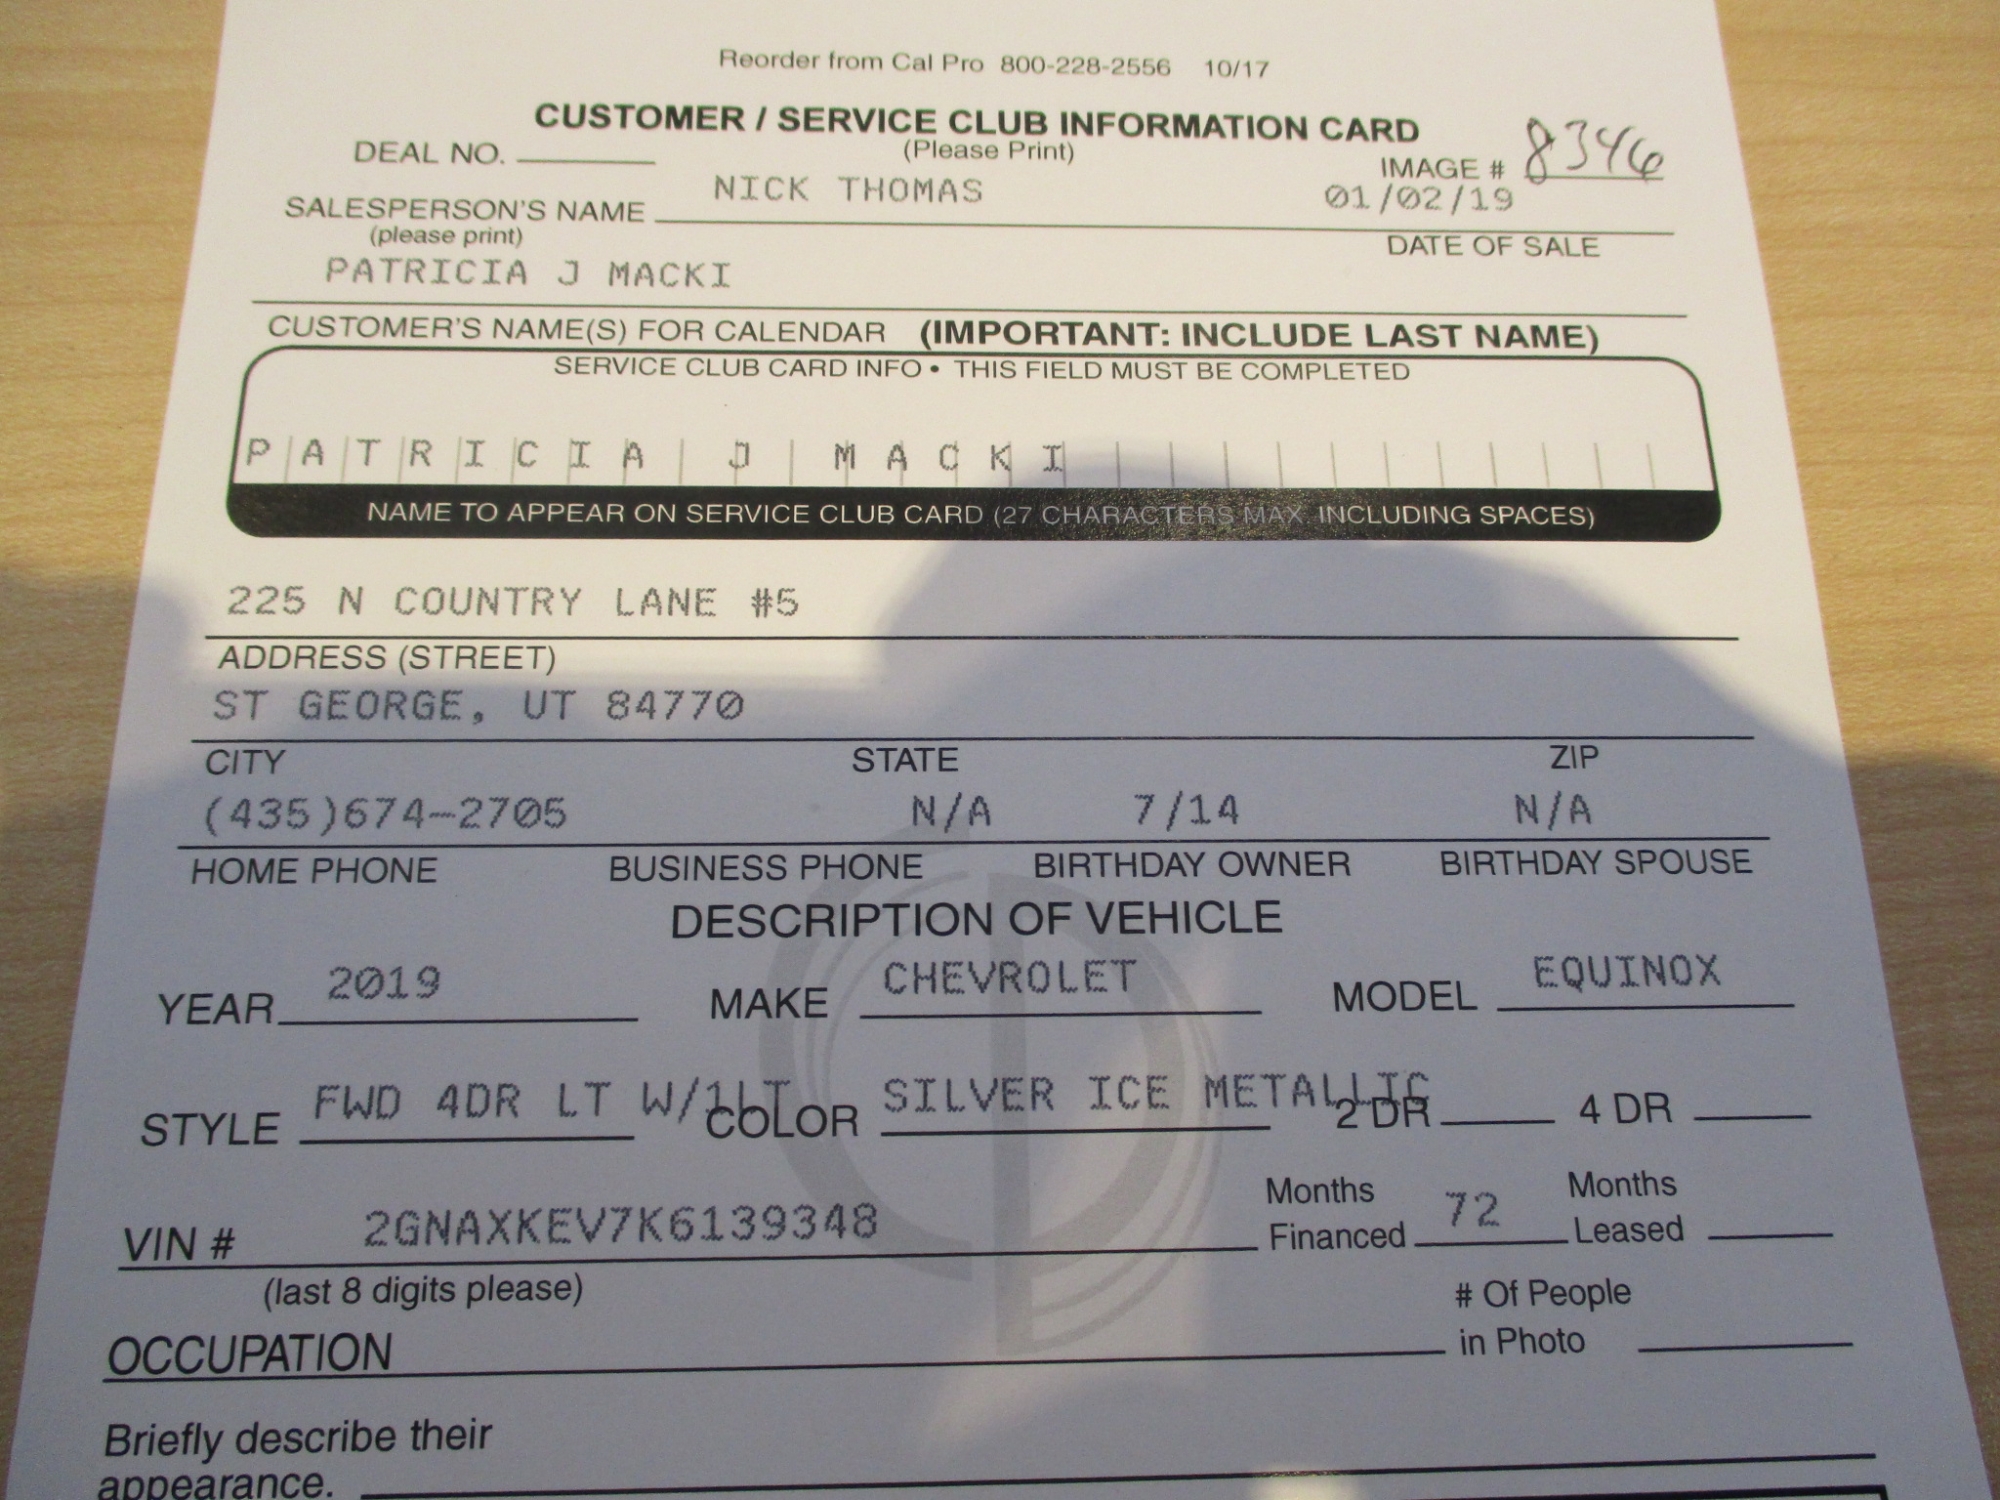 Reorder from Cal Pro 800-228-2556 10/17
CUSTOMER / SERVICE CLUB INFORMATION CARD
(Please Print)
DEAL NO.
IMAGE # 8346
SALESPERSON'S NAME NICK THOMAS 01/02/19
(please print) DATE OF SALE
PATRICIA J MACKI
CUSTOMER'S NAME(S) FOR CALENDAR (IMPORTANT: INCLUDE LAST NAME)
SERVICE CLUB CARD INFO • THIS FIELD MUST BE COMPLETED
PATRICIA J MACKI
NAME TO APPEAR ON SERVICE CLUB CARD (27 CHARACTERS MAX INCLUDING SPACES)
225 N COUNTRY LANE #5
ADDRESS (STREET)
ST GEORGE, UT 84770
CITY STATE ZIP
(435)674-2705 N/A 7/14 N/A
HOME PHONE BUSINESS PHONE BIRTHDAY OWNER BIRTHDAY SPOUSE
DESCRIPTION OF VEHICLE
YEAR 2019 MAKE CHEVROLET MODEL EQUINOX
STYLE FWD 4DR LT W/1LT COLOR SILVER ICE METALLIC 2 DR 4 DR
VIN # 2GNAXKEV7K6139348 Months Financed 72 Months Leased
(last 8 digits please)
OCCUPATION # Of People in Photo
Briefly describe their
appearance.